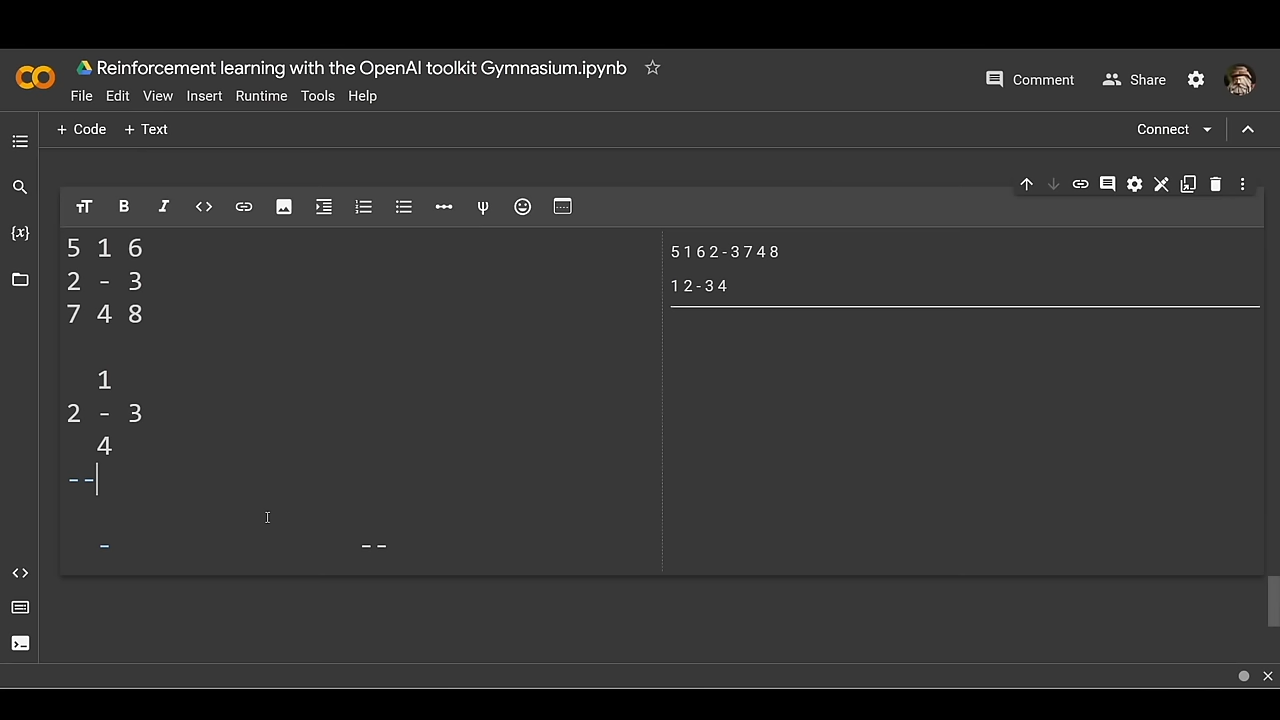 Reinforcement learning with the OpenAI toolkit Gymnasium.ipynb
Comment
Share
File Edit View Insert Runtime Tools Help
+ Code + Text
Connect
5 1 6
2 - 3
7 4 8
1
2 - 3
4
--
- --
5 1 6 2 - 3 7 4 8
1 2 - 3 4